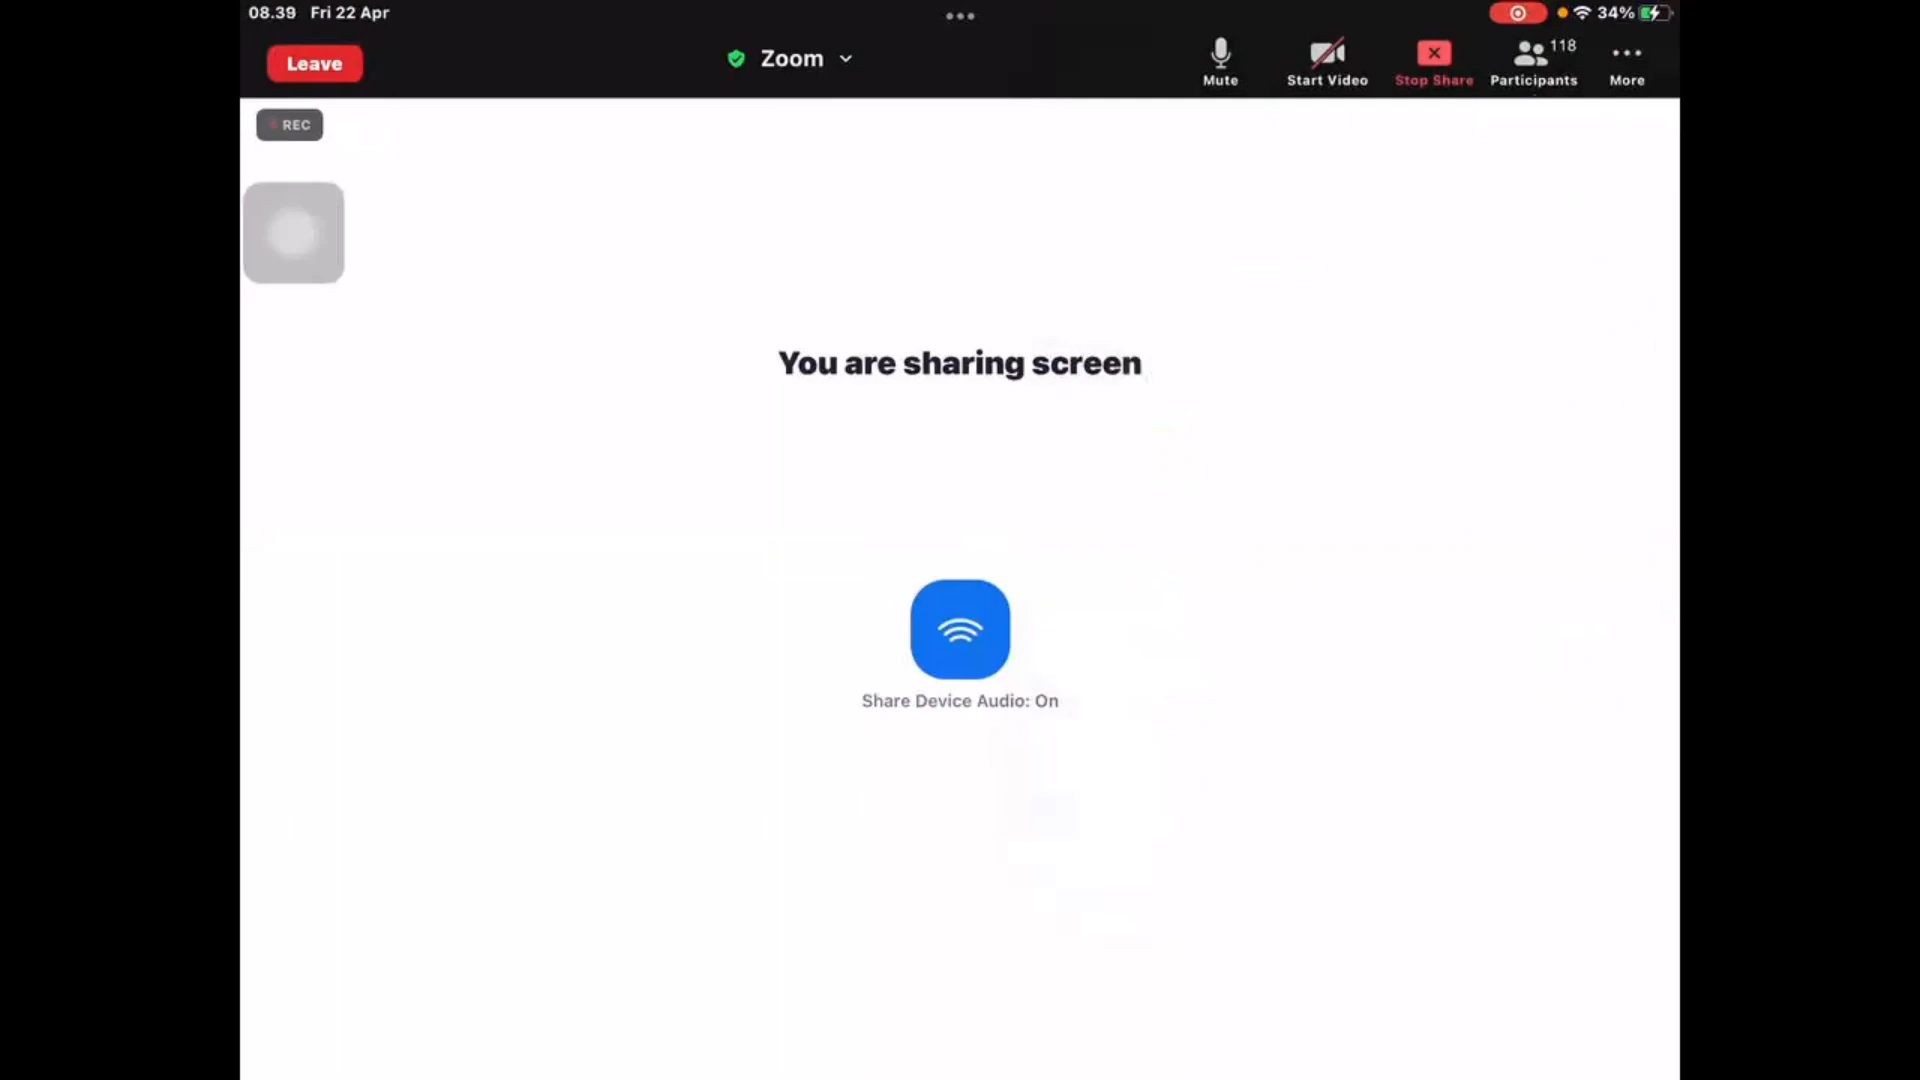 08.39 Fri 22 Apr
34%
Leave
Zoom
Mute
Start Video
Stop Share
Participants
118
More
REC
You are sharing screen
Share Device Audio: On